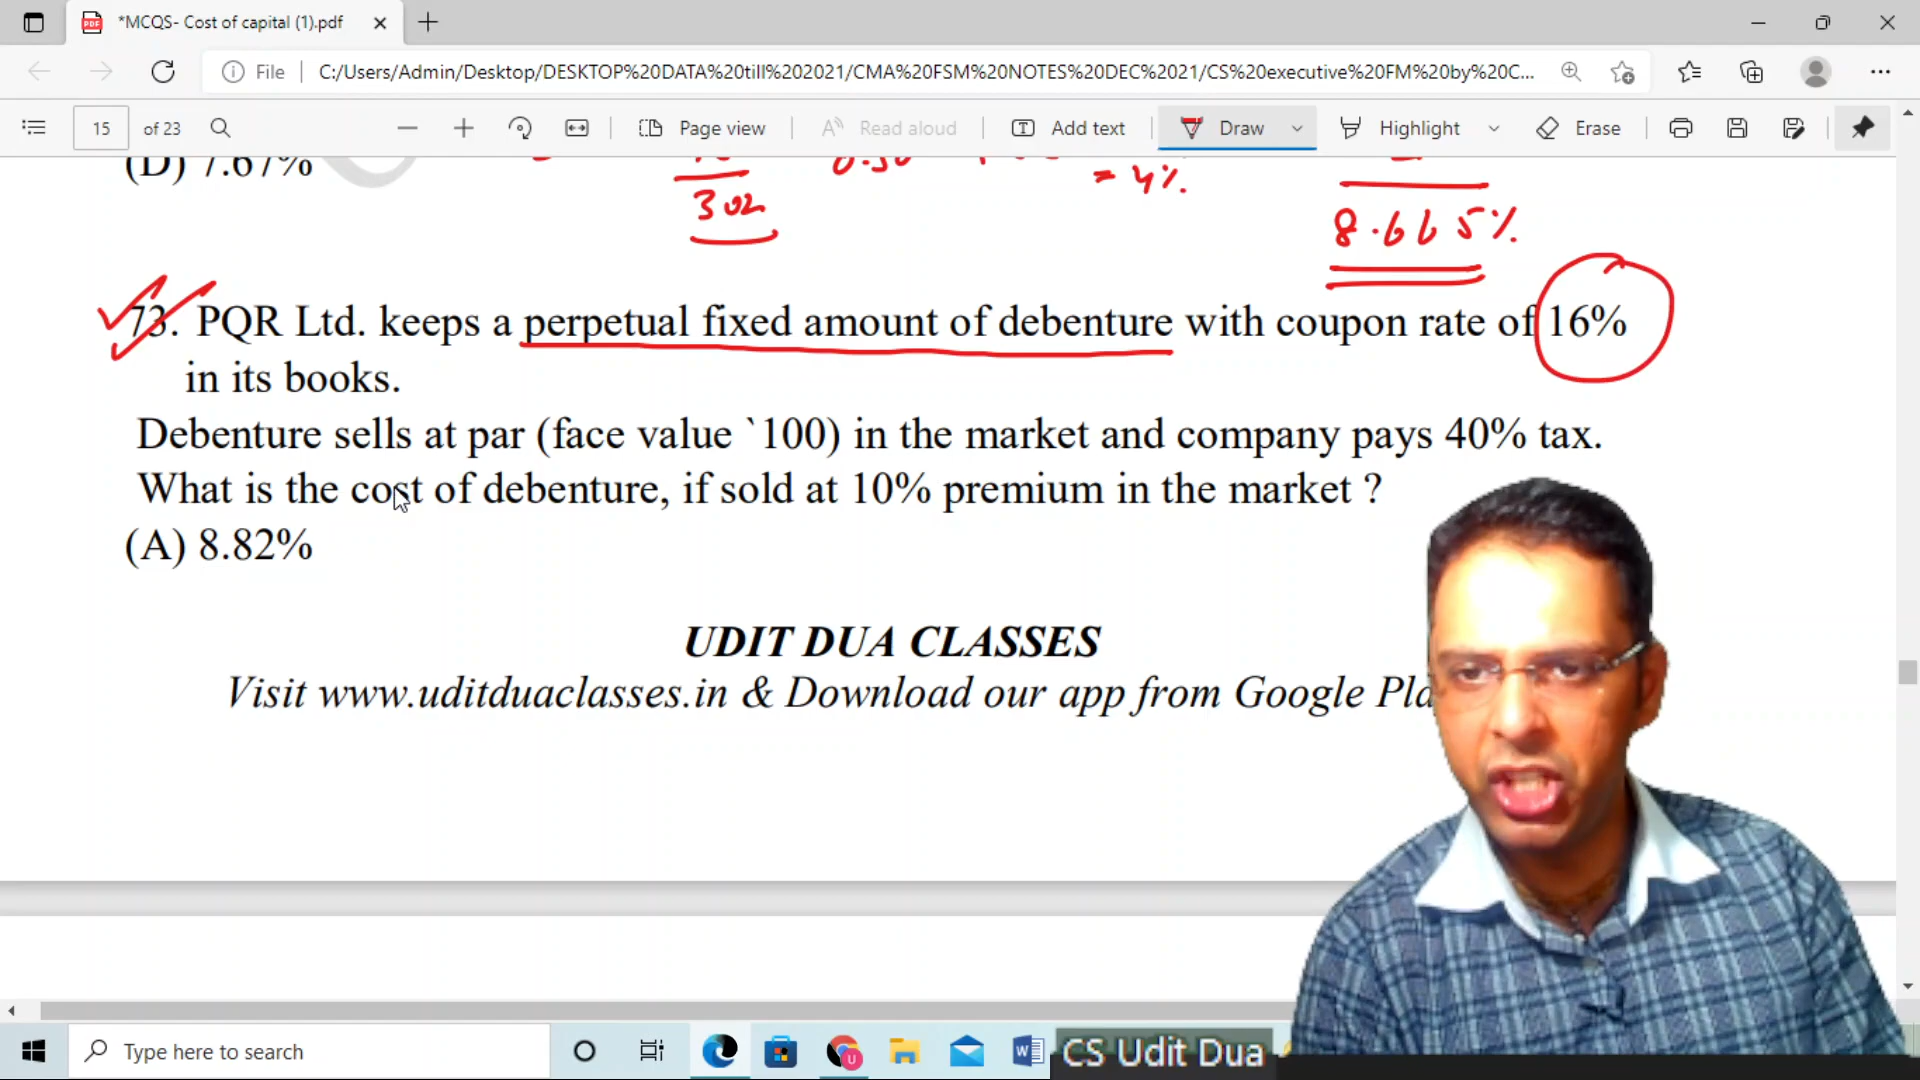 *MCQS- Cost of capital (1).pdf
File
C:/Users/Admin/Desktop/DESKTOP%20DATA%20till%202021/CMA%20FSM%20NOTES%20DEC%2021/CS%20executive%20FM%20by%20C...
15 of 23
Page view
Read aloud
Add text
Draw
Highlight
Erase
(D) 7.67%
= 4%
302
8.665%
73. PQR Ltd. keeps a perpetual fixed amount of debenture with coupon rate of 16%
in its books.
Debenture sells at par (face value `100) in the market and company pays 40% tax.
What is the cost of debenture, if sold at 10% premium in the market ?
(A) 8.82%
UDIT DUA CLASSES
Visit www.uditduaclasses.in & Download our app from Google Pla
Type here to search
CS Udit Dua